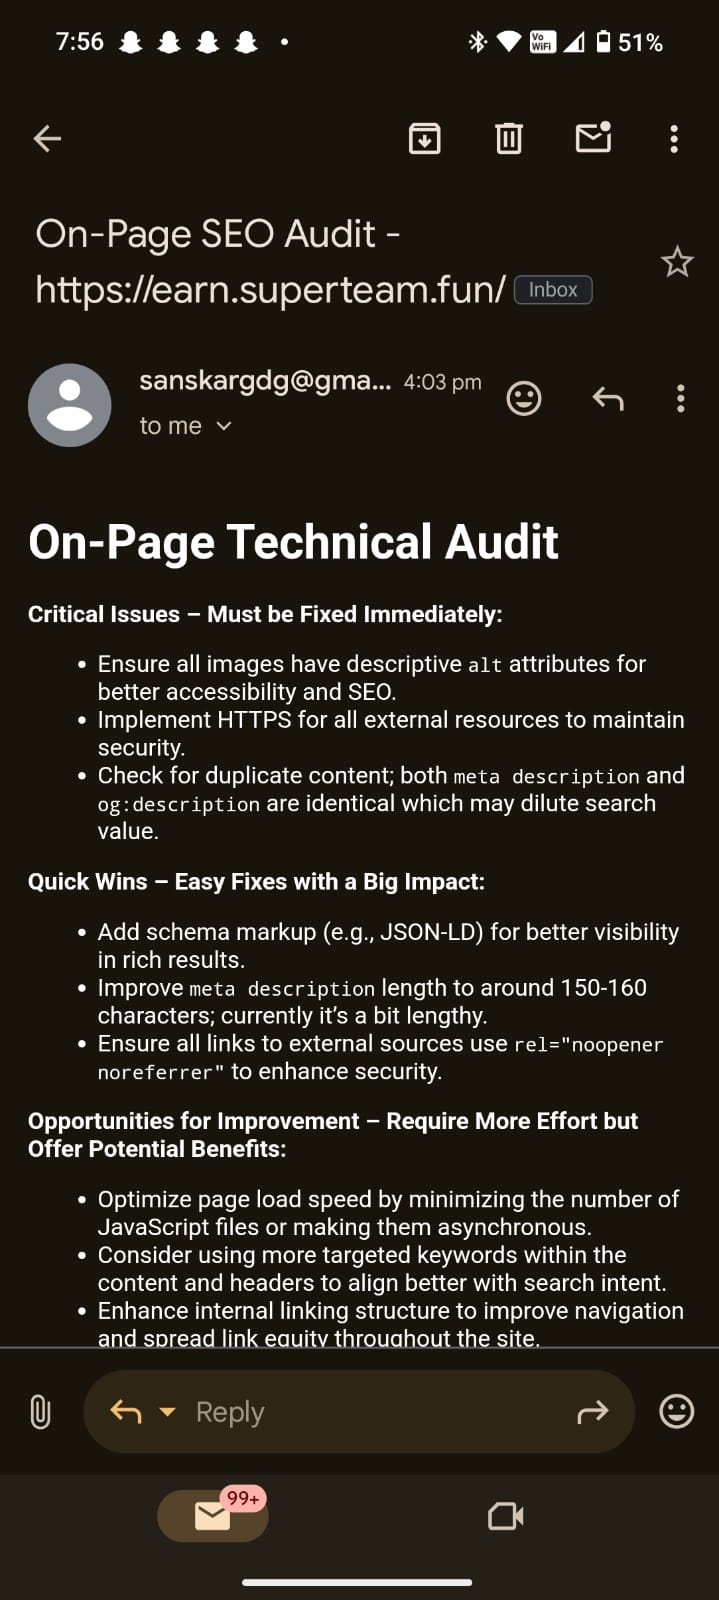 7:56
Vo WiFi
51%
On-Page SEO Audit -
https://earn.superteam.fun/ Inbox
sanskargdg@gma... 4:03 pm
to me
On-Page Technical Audit
Critical Issues – Must be Fixed Immediately:
• Ensure all images have descriptive alt attributes for
better accessibility and SEO.
• Implement HTTPS for all external resources to maintain
security.
• Check for duplicate content; both meta description and
og:description are identical which may dilute search
value.
Quick Wins – Easy Fixes with a Big Impact:
• Add schema markup (e.g., JSON-LD) for better visibility
in rich results.
• Improve meta description length to around 150-160
characters; currently it’s a bit lengthy.
• Ensure all links to external sources use rel="noopener
noreferrer" to enhance security.
Opportunities for Improvement – Require More Effort but
Offer Potential Benefits:
• Optimize page load speed by minimizing the number of
JavaScript files or making them asynchronous.
• Consider using more targeted keywords within the
content and headers to align better with search intent.
• Enhance internal linking structure to improve navigation
and spread link equity throughout the site.
Reply
99+